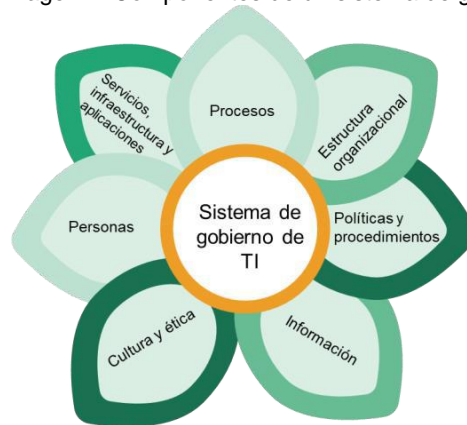 Procesos
Estructura
organizacional
Políticas y
procedimientos
Información
Cultura y ética
Personas
Servicios,
infraestructura y
aplicaciones
Sistema de
gobierno de
TI